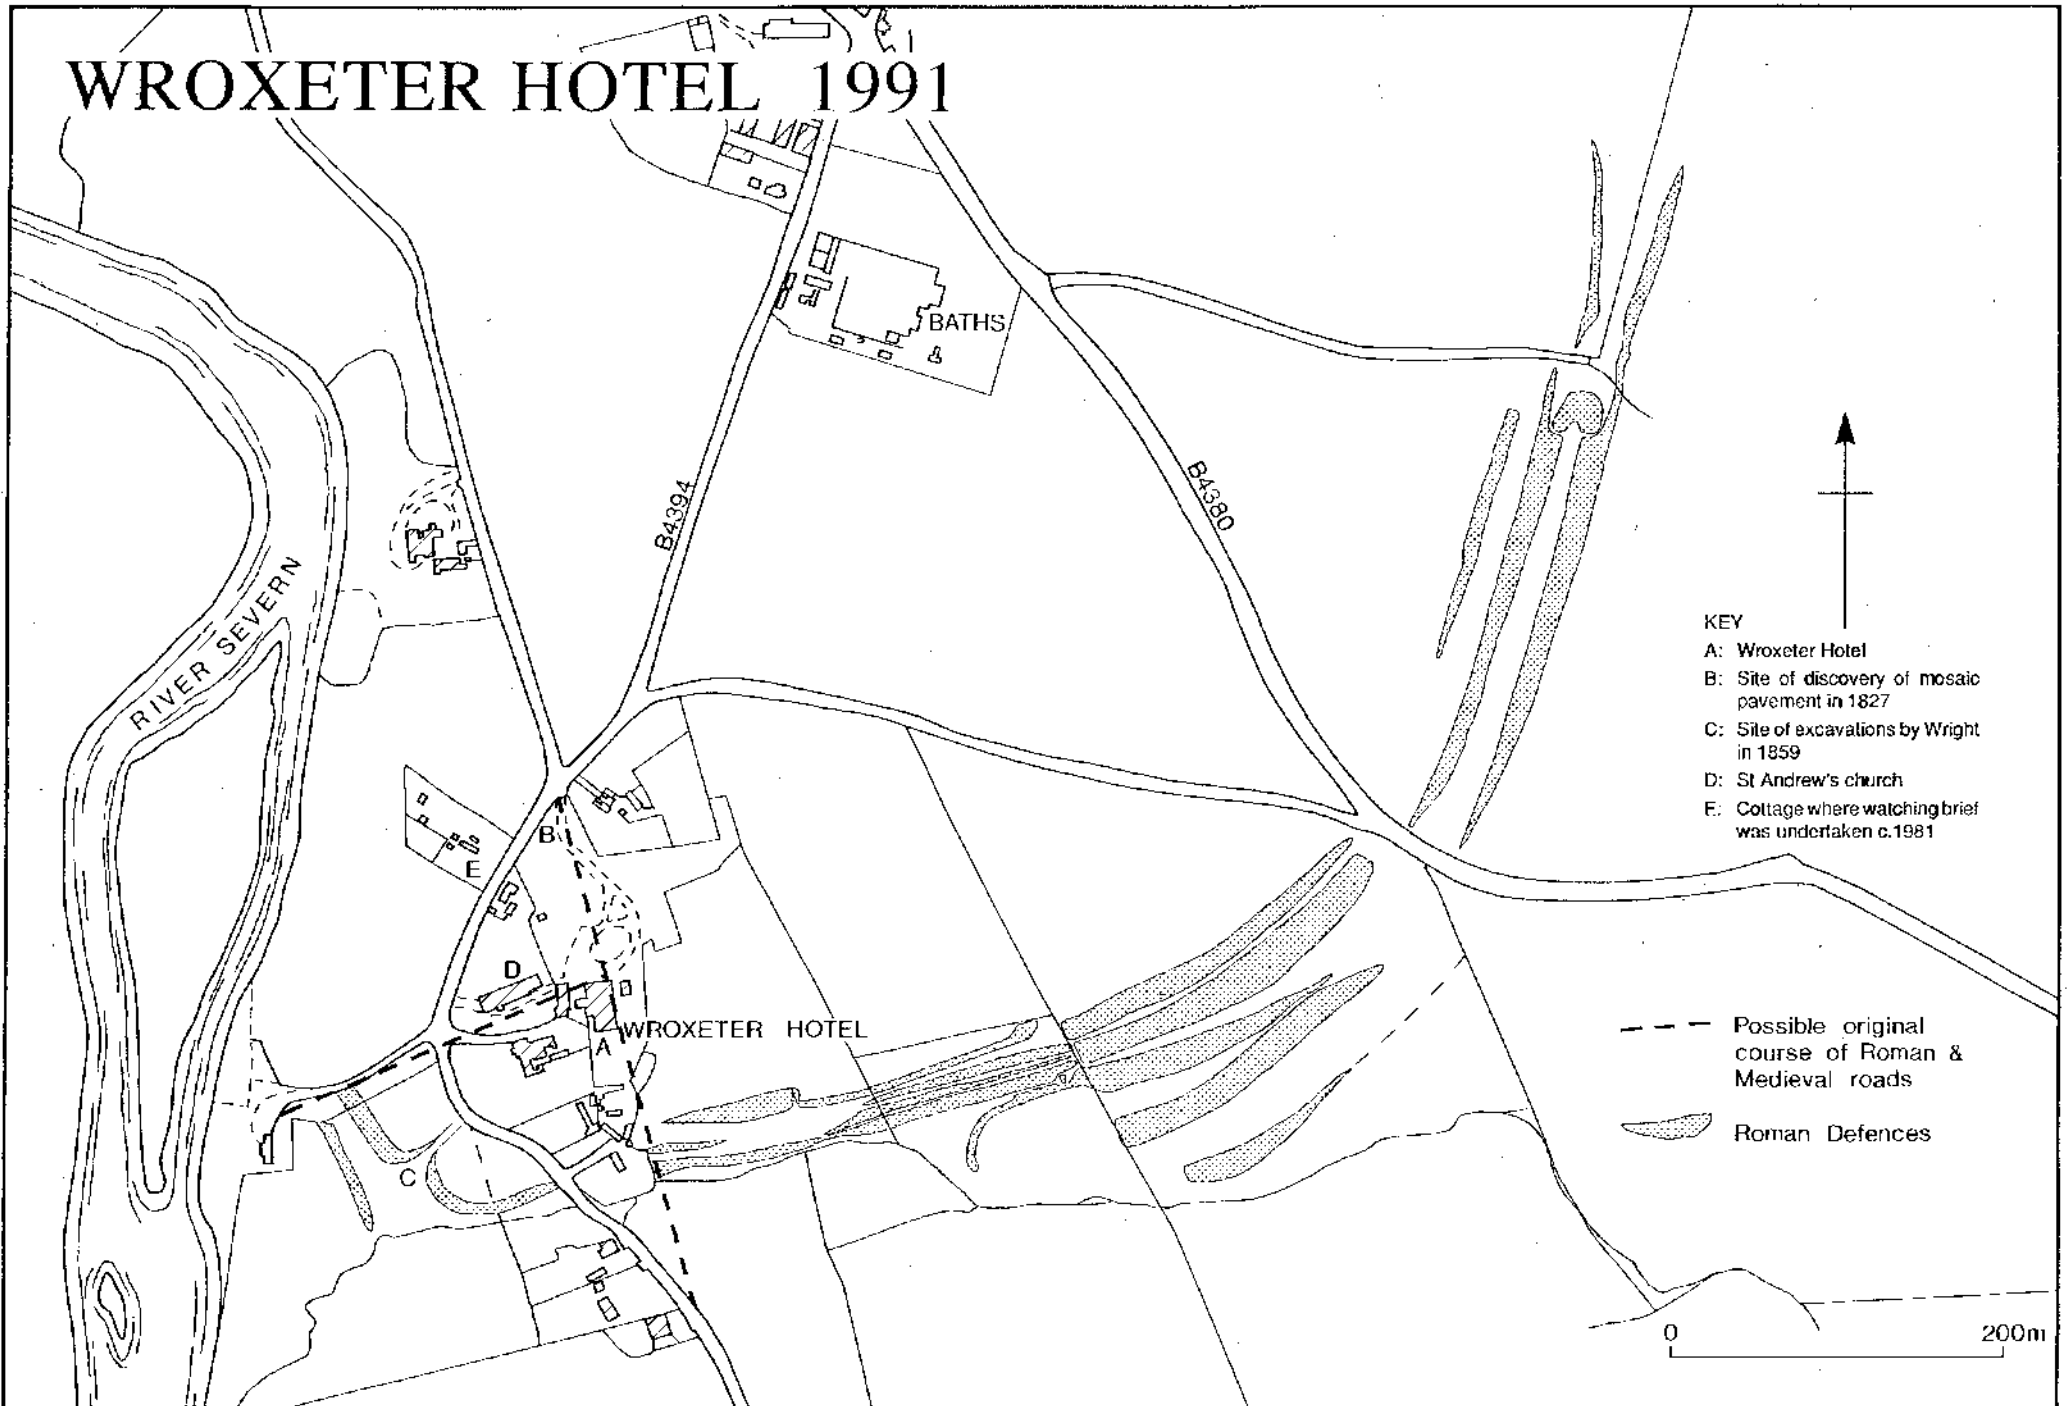 WROXETER HOTEL 1991
BATHS
B4394
B4380
RIVER SEVERN
KEY
A: Wroxeter Hotel
B: Site of discovery of mosaic
pavement in 1827
C: Site of excavations by Wright
in 1859
D: St Andrew's church
E: Cottage where watching brief
was undertaken c.1981
B
E
D
WROXETER HOTEL
A
C
Possible original
course of Roman &
Medieval roads
Roman Defences
0 200m